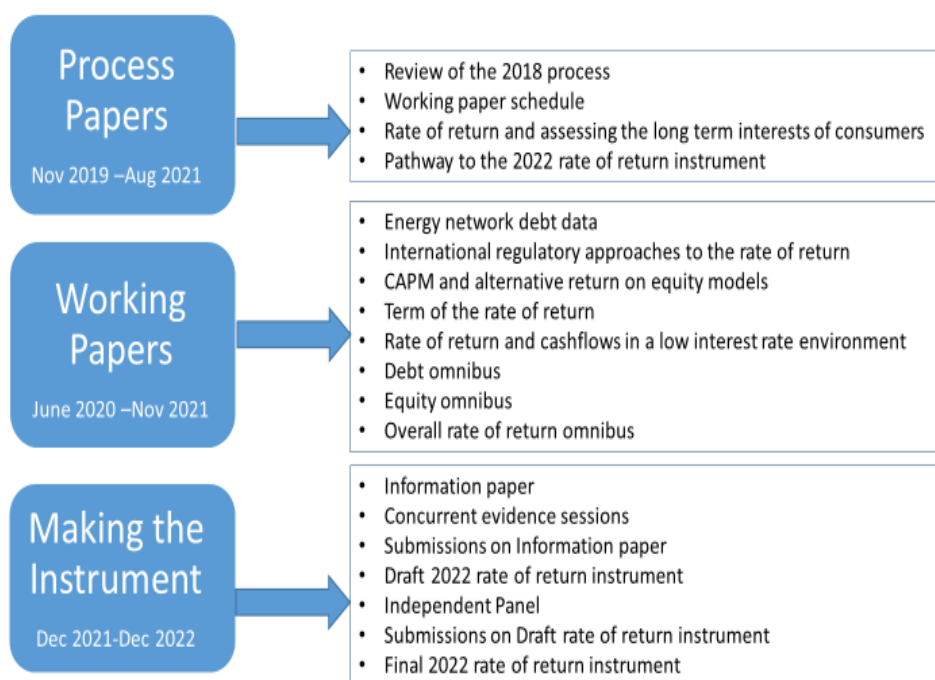 Process
Papers
Nov 2019 –Aug 2021
• Review of the 2018 process
• Working paper schedule
• Rate of return and assessing the long term interests of consumers
• Pathway to the 2022 rate of return instrument
Working
Papers
June 2020 –Nov 2021
• Energy network debt data
• International regulatory approaches to the rate of return
• CAPM and alternative return on equity models
• Term of the rate of return
• Rate of return and cashflows in a low interest rate environment
• Debt omnibus
• Equity omnibus
• Overall rate of return omnibus
Making the
Instrument
Dec 2021-Dec 2022
• Information paper
• Concurrent evidence sessions
• Submissions on Information paper
• Draft 2022 rate of return instrument
• Independent Panel
• Submissions on Draft rate of return instrument
• Final 2022 rate of return instrument